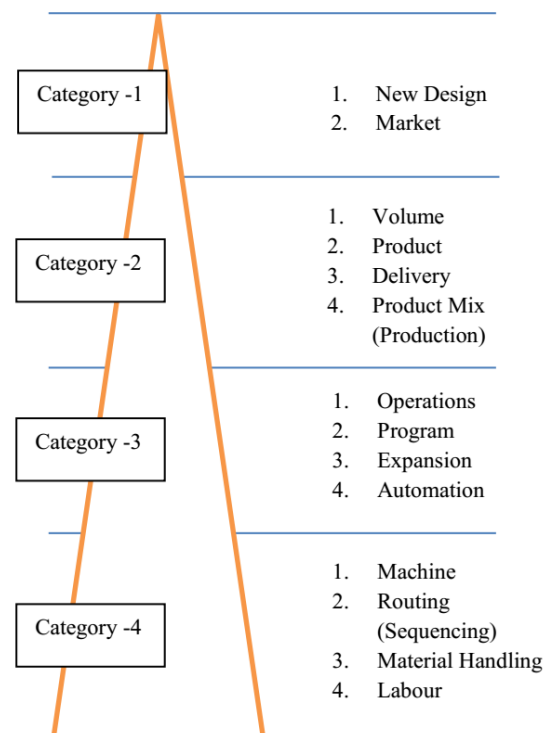 Category -1
1. New Design
2. Market
Category -2
1. Volume
2. Product
3. Delivery
4. Product Mix
(Production)
Category -3
1. Operations
2. Program
3. Expansion
4. Automation
Category -4
1. Machine
2. Routing
(Sequencing)
3. Material Handling
4. Labour